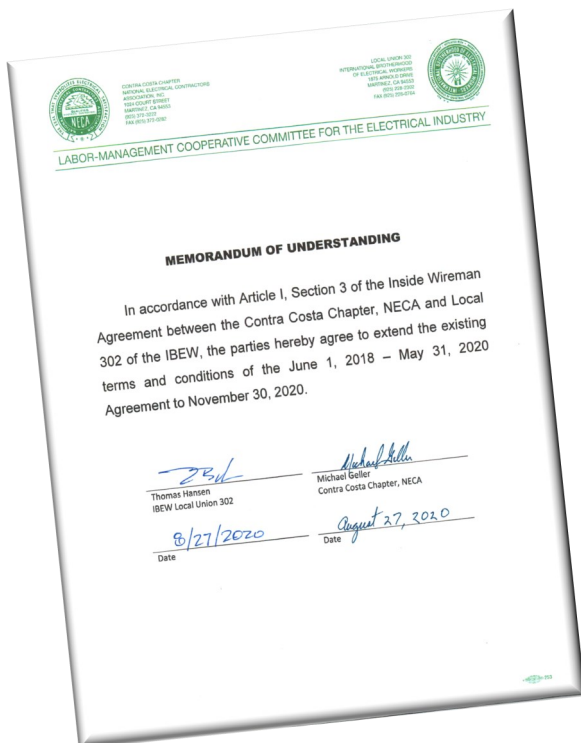 CONTRA COSTA CHAPTER
NATIONAL ELECTRICAL CONTRACTORS
ASSOCIATION, INC.
1024 COURT STREET
MARTINEZ, CA 94553
LOCAL UNION 302
INTERNATIONAL BROTHERHOOD
OF ELECTRICAL WORKERS
1875 ARNOLD DRIVE
MARTINEZ, CA 94553
NECA
LABOR-MANAGEMENT COOPERATIVE COMMITTEE FOR THE ELECTRICAL INDUSTRY
MEMORANDUM OF UNDERSTANDING
In accordance with Article I, Section 3 of the Inside Wireman
Agreement between the Contra Costa Chapter, NECA and Local
302 of the IBEW, the parties hereby agree to extend the existing
terms and conditions of the June 1, 2018 – May 31, 2020
Agreement to November 30, 2020.
Michael Geller
Thomas Hansen
IBEW Local Union 302
Michael Geller
Contra Costa Chapter, NECA
8/27/2020
August 27, 2020
Date
Date